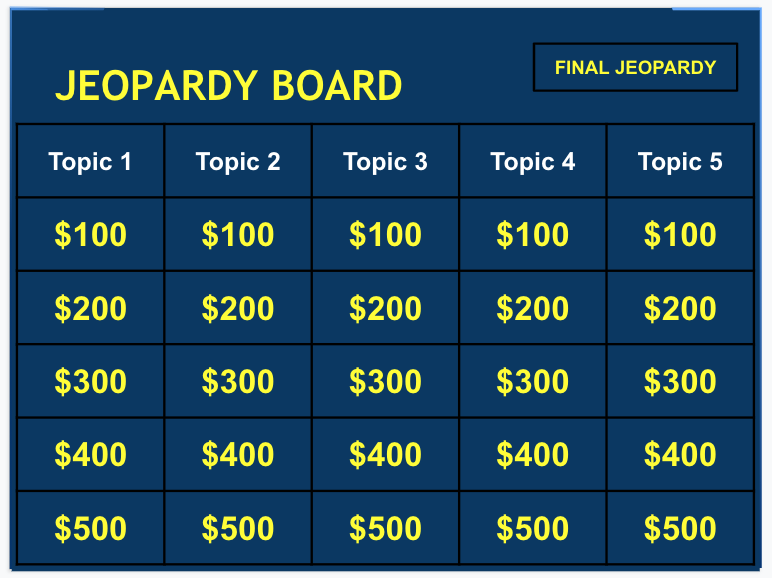 FINAL JEOPARDY
JEOPARDY BOARD
Topic 1 Topic 2 Topic 3 Topic 4 Topic 5
$100 $100 $100 $100 $100
$200 $200 $200 $200 $200
$300 $300 $300 $300 $300
$400 $400 $400 $400 $400
$500 $500 $500 $500 $500